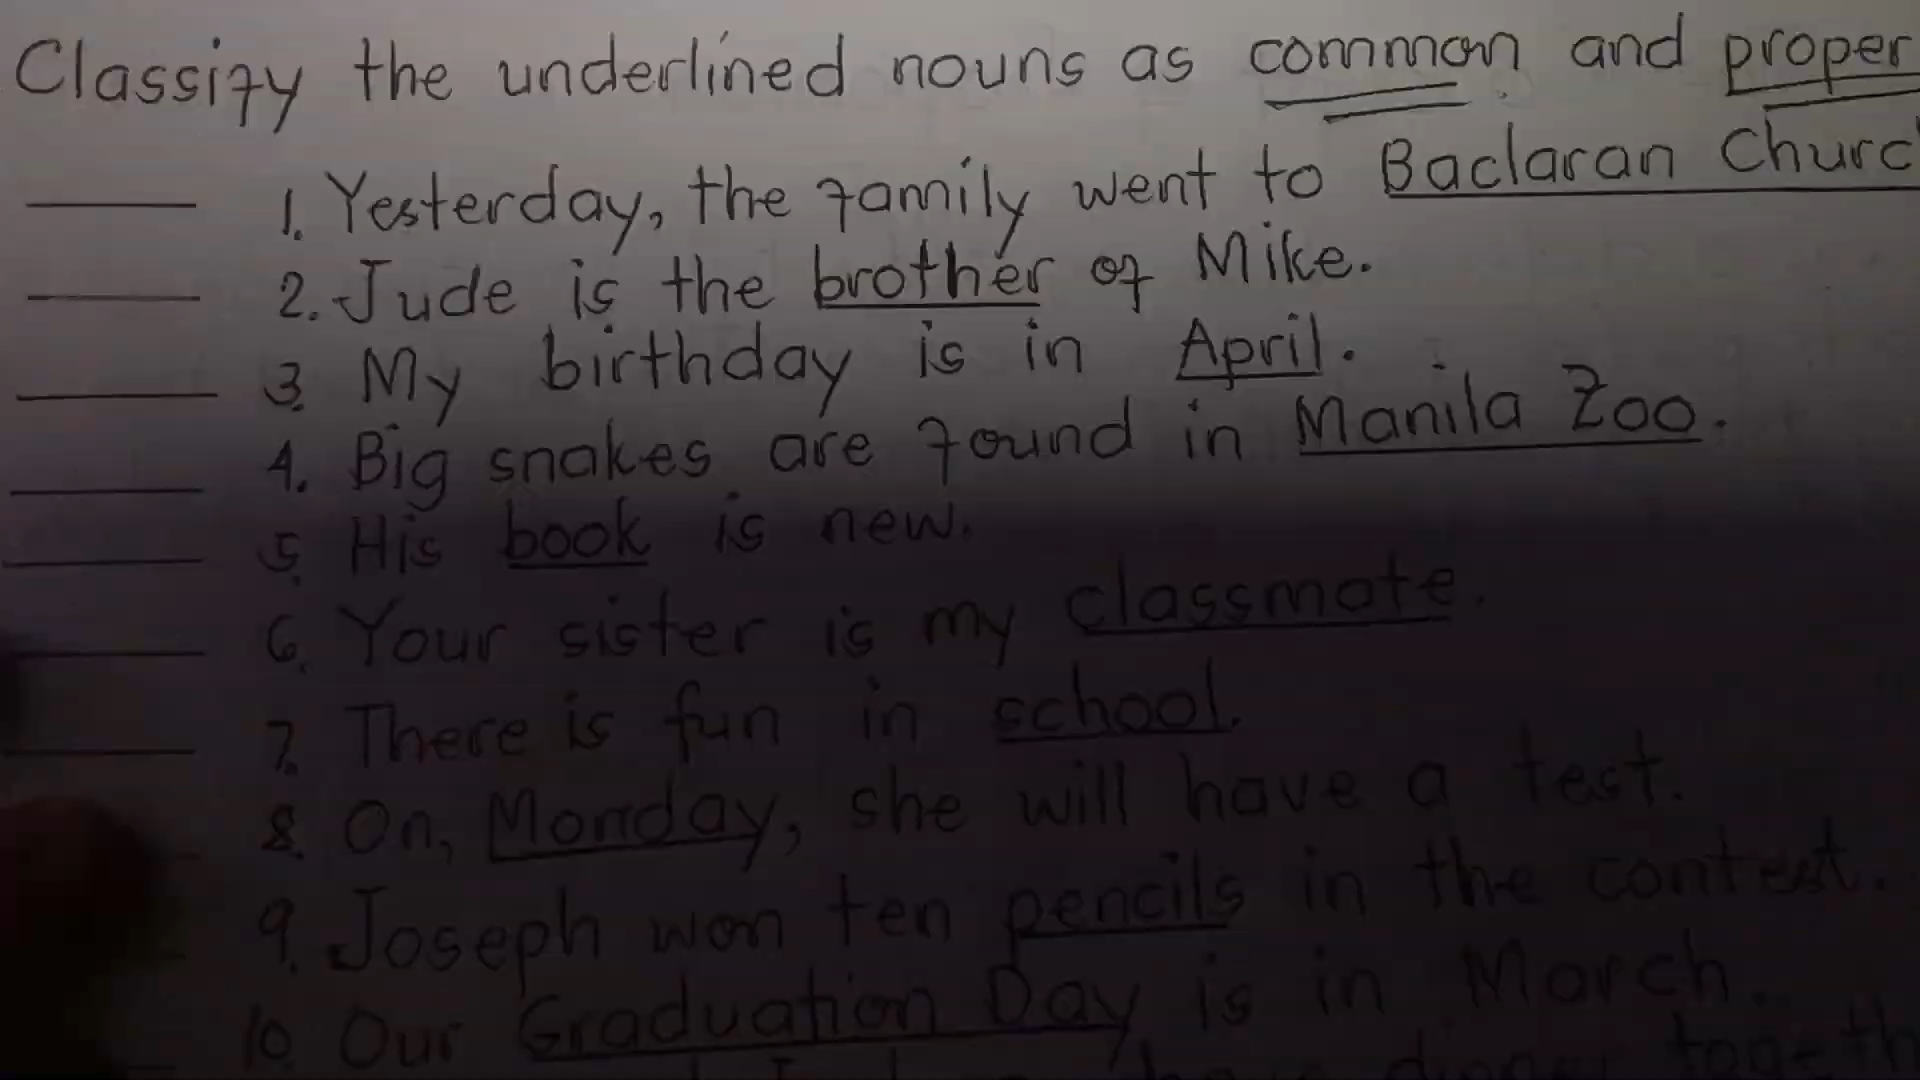 Classify the underlined nouns as common and proper
1. Yesterday, the family went to Baclaran Churc
2. Jude is the brother of Mike.
3. My birthday is in April.
4. Big snakes are found in Manila Zoo.
5. His book is new.
6. Your sister is my classmate.
7. There is fun in school.
8. On, Monday, she will have a test.
9. Joseph won ten pencils in the contest.
10. Our Graduation Day is in March.